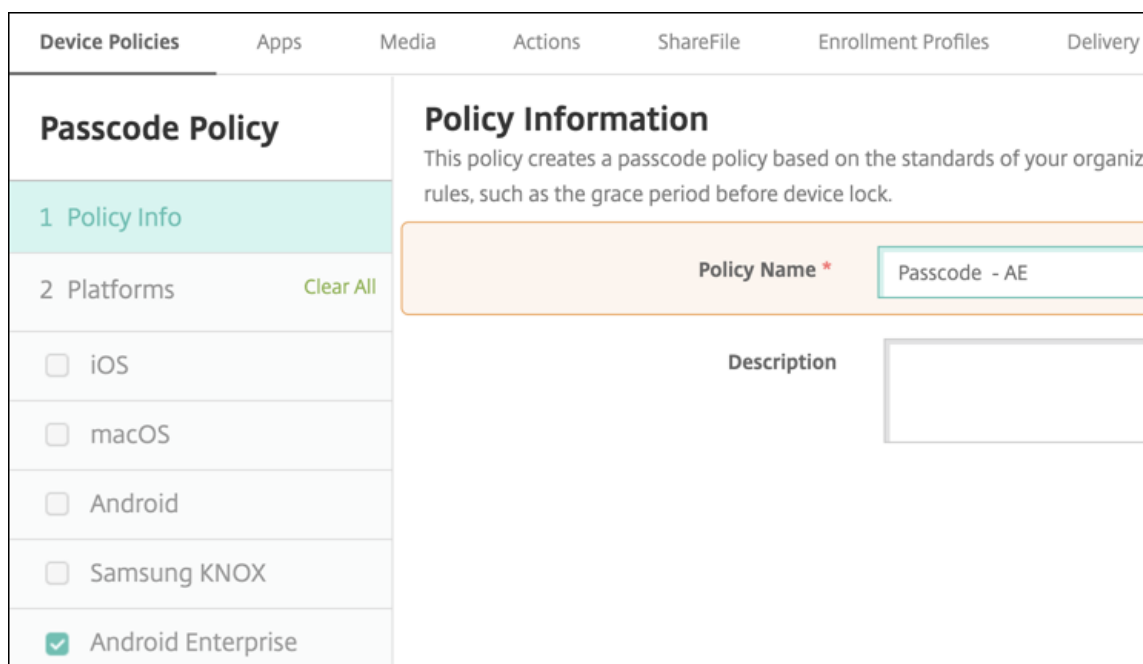 Device Policies Apps Media Actions ShareFile Enrollment Profiles Delivery
Passcode Policy
1 Policy Info
2 Platforms Clear All
iOS
macOS
Android
Samsung KNOX
Android Enterprise
Policy Information
This policy creates a passcode policy based on the standards of your
rules, such as the grace period before device lock.
Policy Name *
Passcode - AE
Description